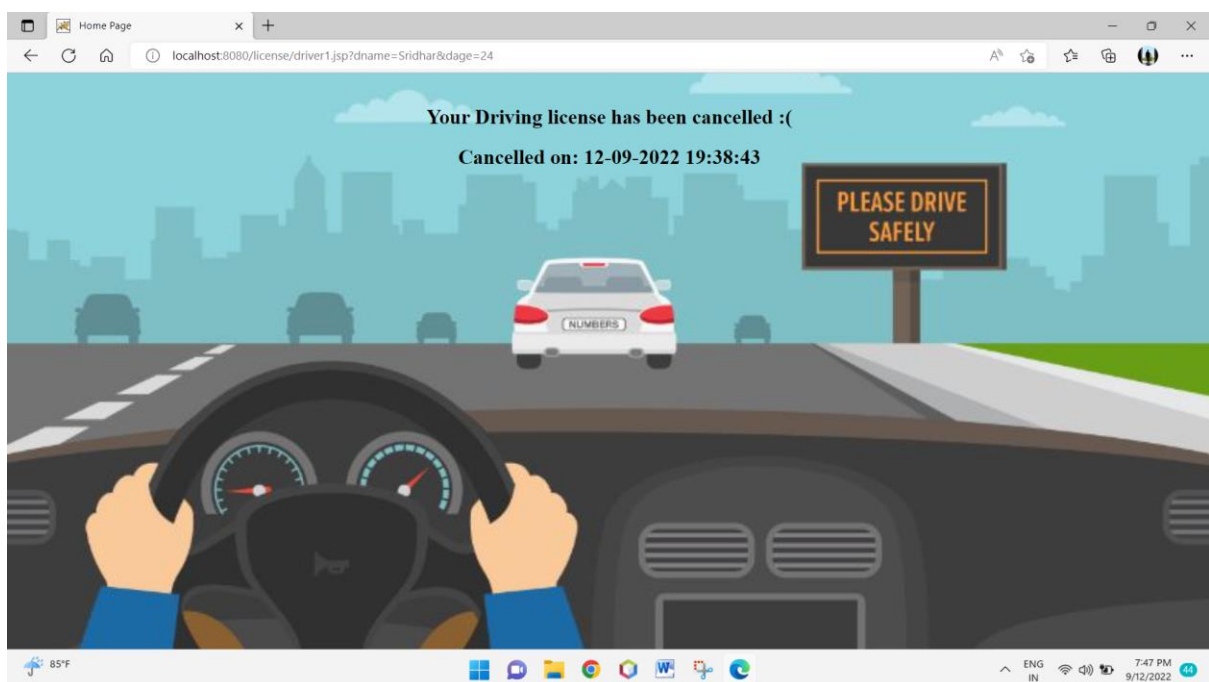 Home Page
localhost:8080/license/driver1.jsp?dname=Sridhar&dage=24
Your Driving license has been cancelled :(
Cancelled on: 12-09-2022 19:38:43
PLEASE DRIVE
SAFELY
NUMBERS
85°F
ENG
IN
7:47 PM
9/12/2022
44